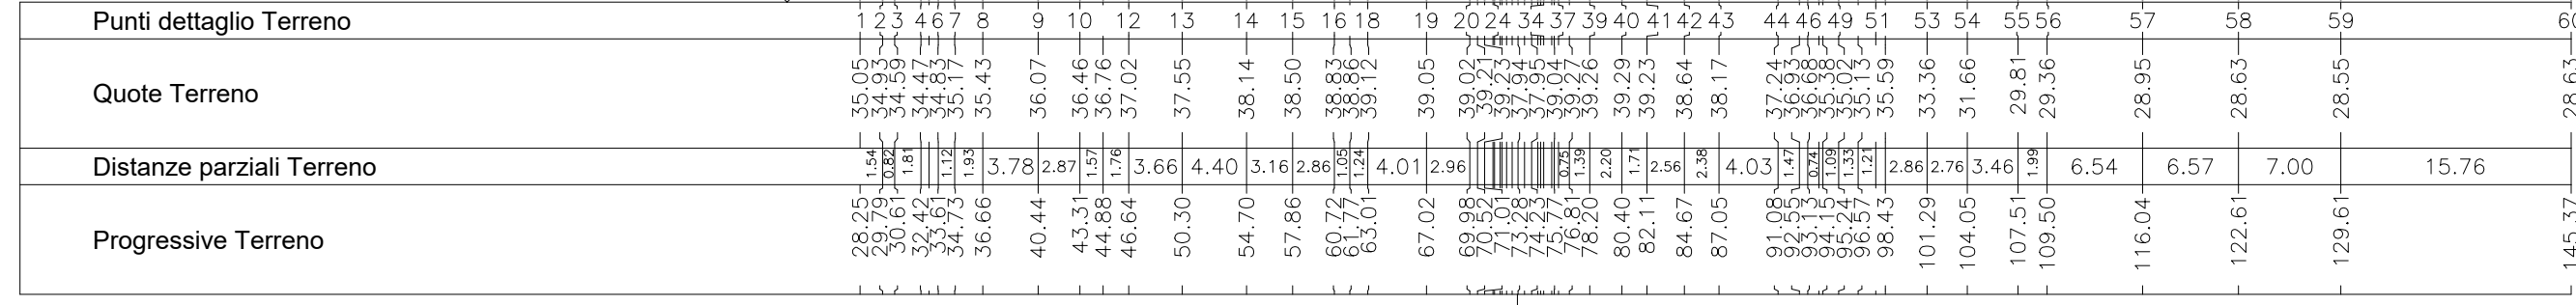 Punti dettaglio Terreno 1 2 3 4 6 7 8 9 10 12 13 14 15 16 18 19 20 24 34 37 39 40 41 42 43 44 46 49 51 53 54 55 56 57 58 59
Quote Terreno 35.05 34.93 34.59 34.47 34.83 35.17 35.43 36.07 36.46 36.76 37.02 37.55 38.14 38.50 38.83 38.86 39.12 39.05 39.02 39.21 39.23 37.94 37.95 39.04 39.27 39.26 39.29 39.23 38.64 38.17 37.24 36.93 36.68 35.38 35.02 35.13 35.59 33.36 31.66 29.81 29.36 28.95 28.63 28.55 28.63
Distanze parziali Terreno 1.54 0.82 1.81 1.12 1.93 3.78 2.87 1.57 1.76 3.66 4.40 3.16 2.86 1.05 1.24 4.01 2.96 0.75 1.39 2.20 1.71 2.56 2.38 4.03 1.47 0.74 1.09 1.33 1.21 2.86 2.76 3.46 1.99 6.54 6.57 7.00 15.76
Progressive Terreno 28.25 29.79 30.61 32.42 33.61 34.73 36.66 40.44 43.31 44.88 46.64 50.30 54.70 57.86 60.72 61.77 63.01 67.02 69.98 70.52 71.01 73.28 74.23 75.77 76.81 78.20 80.40 82.11 84.67 87.05 91.08 92.55 93.13 94.15 95.24 96.57 98.43 101.29 104.05 107.51 109.50 116.04 122.61 129.61 145.37